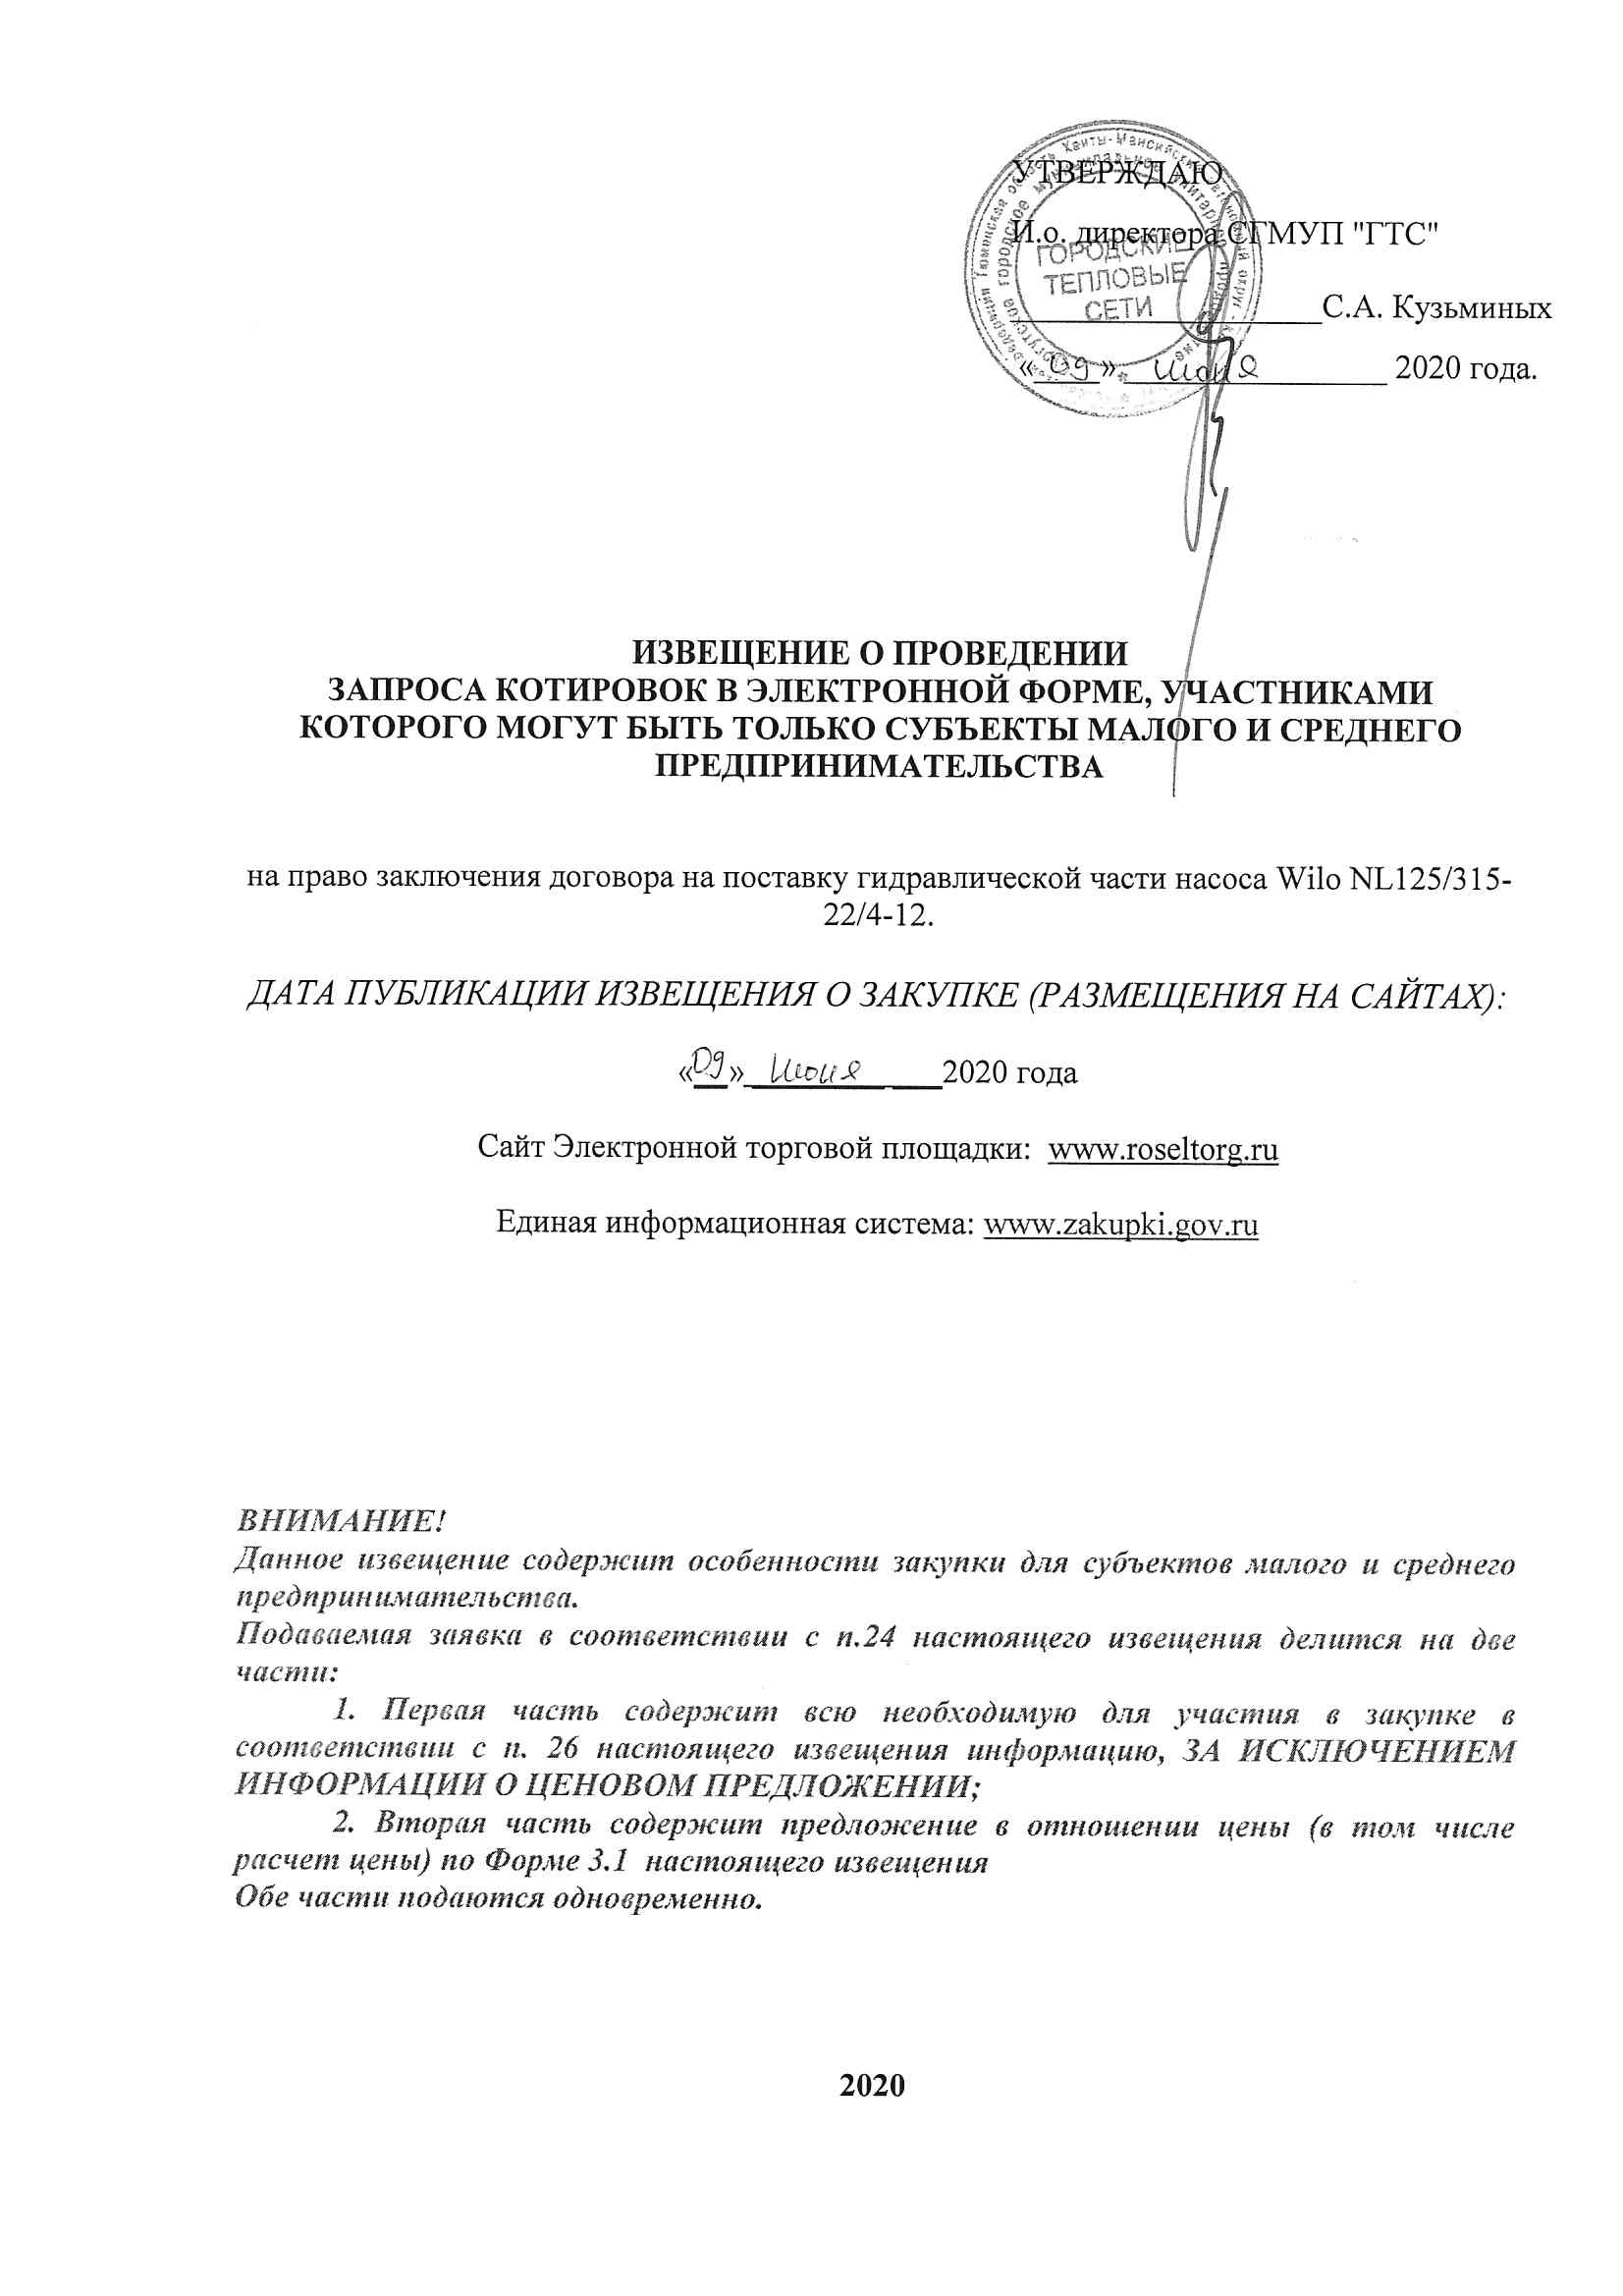 УТВЕРЖДАЮ
И.о. директора СГМУП "ГТС"
ГОРОДСКИЕ
ТЕПЛОВЫЕ
СЕТИ
С.А. Кузьминых
«09» июня 2020 года.
ИЗВЕЩЕНИЕ О ПРОВЕДЕНИИ
ЗАПРОСА КОТИРОВОК В ЭЛЕКТРОННОЙ ФОРМЕ, УЧАСТНИКАМИ
КОТОРОГО МОГУТ БЫТЬ ТОЛЬКО СУБЪЕКТЫ МАЛОГО И СРЕДНЕГО
ПРЕДПРИНИМАТЕЛЬСТВА
на право заключения договора на поставку гидравлической части насоса Wilo NL125/315-
22/4-12.
ДАТА ПУБЛИКАЦИИ ИЗВЕЩЕНИЯ О ЗАКУПКЕ (РАЗМЕЩЕНИЯ НА САЙТАХ):
«09» июня 2020 года
Сайт Электронной торговой площадки: www.roseltorg.ru
Единая информационная система: www.zakupki.gov.ru
ВНИМАНИЕ!
Данное извещение содержит особенности закупки для субъектов малого и среднего
предпринимательства.
Подаваемая заявка в соответствии с п.24 настоящего извещения делится на две
части:
1. Первая часть содержит всю необходимую для участия в закупке в
соответствии с п. 26 настоящего извещения информацию, ЗА ИСКЛЮЧЕНИЕМ
ИНФОРМАЦИИ О ЦЕНОВОМ ПРЕДЛОЖЕНИИ;
2. Вторая часть содержит предложение в отношении цены (в том числе
расчет цены) по Форме 3.1 настоящего извещения
Обе части подаются одновременно.
2020